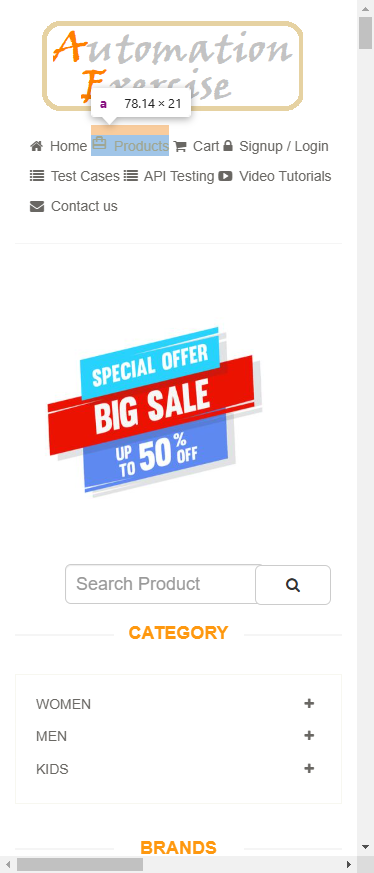 Automation
Exercise
a 78.14 × 21
Home Products Cart Signup / Login
Test Cases API Testing Video Tutorials
Contact us
SPECIAL OFFER
BIG SALE
UP TO 50% OFF
Search Product
CATEGORY
WOMEN
MEN
KIDS
BRANDS